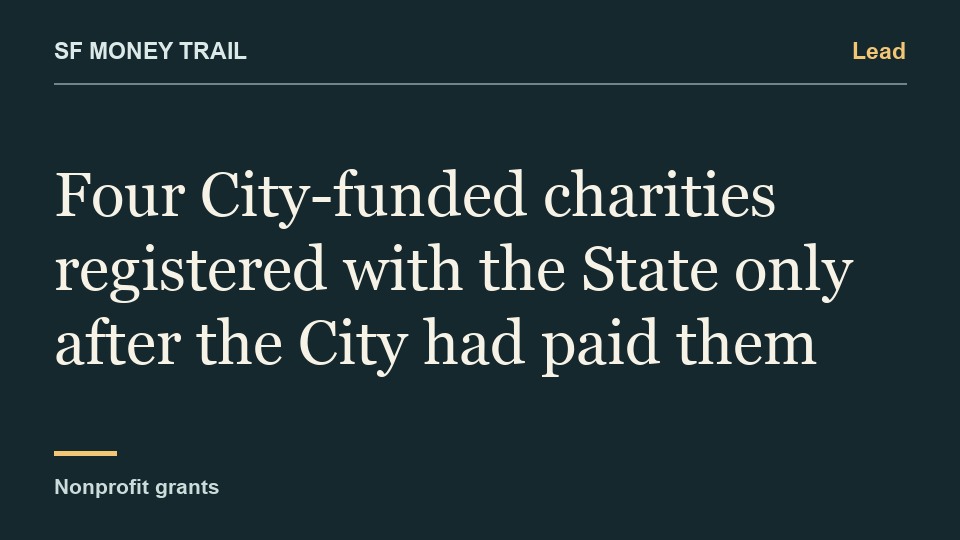 SF MONEY TRAIL
Lead
Four City-funded charities
registered with the State only
after the City had paid them
Nonprofit grants